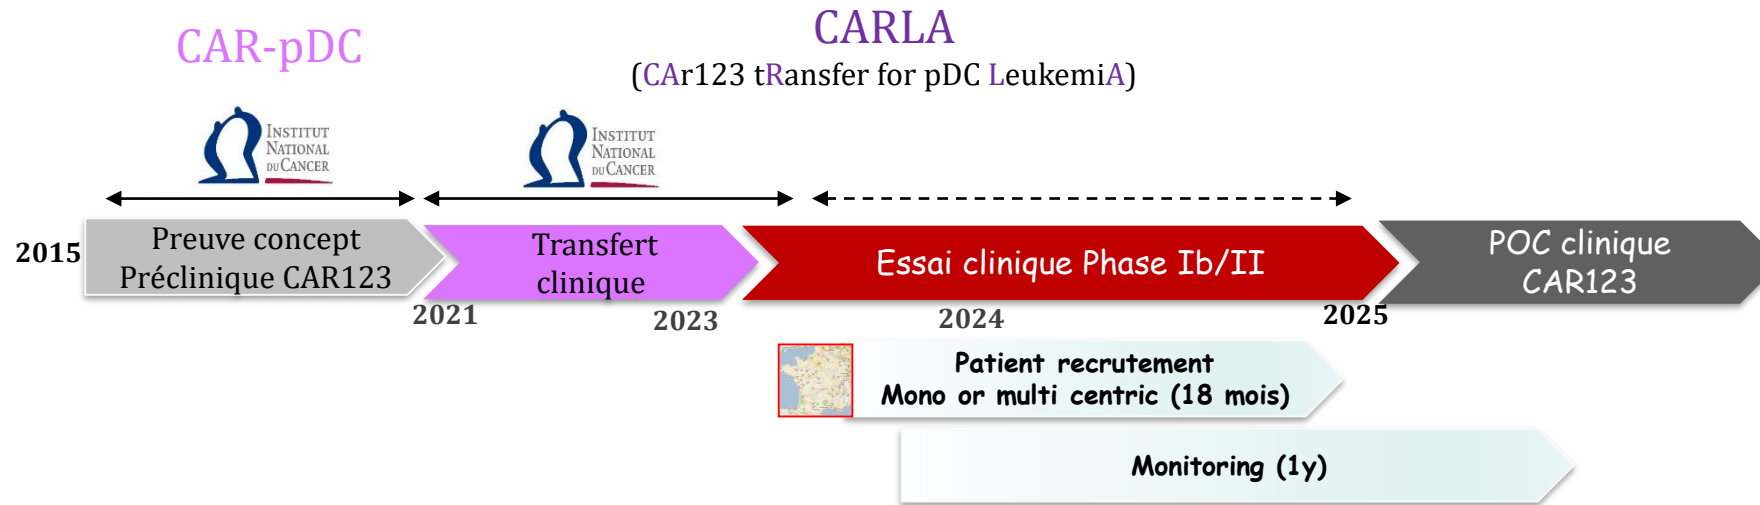 CAR-pDC
CARLA
(CAr123 tRansfer for pDC LeukemiA)
INSTITUT
NATIONAL
DU CANCER
INSTITUT
NATIONAL
DU CANCER
2015
Preuve concept
Préclinique CAR123
Transfert
clinique
Essai clinique Phase Ib/II
POC clinique
CAR123
2021
2023
2024
2025
Patient recrutement
Mono or multi centric (18 mois)
Monitoring (1y)